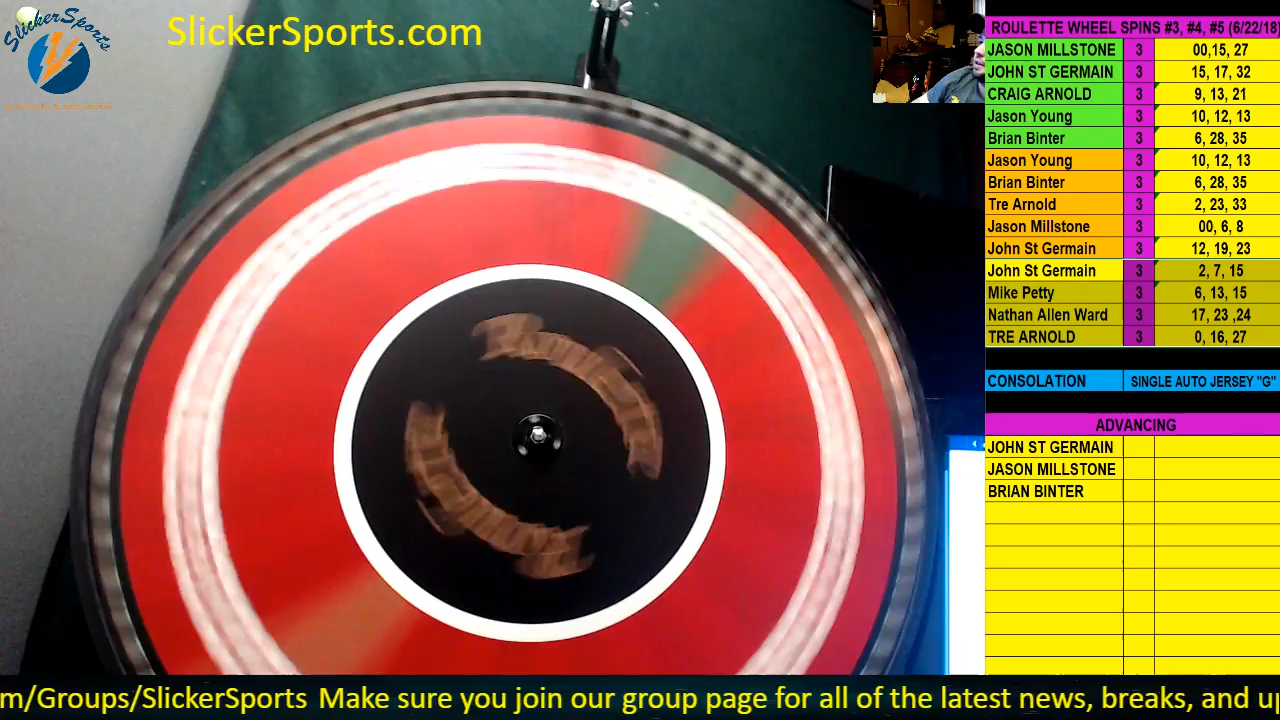 SlickerSports
SlickerSports.com
ROULETTE WHEEL SPINS #3, #4, #5 (6/22/18)
JASON MILLSTONE 3 00,15, 27
JOHN ST GERMAIN 3 15, 17, 32
CRAIG ARNOLD 3 9, 13, 21
Jason Young 3 10, 12, 13
Brian Binter 3 6, 28, 35
Jason Young 3 10, 12, 13
Brian Binter 3 6, 28, 35
Tre Arnold 3 2, 23, 33
Jason Millstone 3 00, 6, 8
John St Germain 3 12, 19, 23
John St Germain 3 2, 7, 15
Mike Petty 3 6, 13, 15
Nathan Allen Ward 3 17, 23 ,24
TRE ARNOLD 3 0, 16, 27
CONSOLATION SINGLE AUTO JERSEY "G"
ADVANCING
JOHN ST GERMAIN
JASON MILLSTONE
BRIAN BINTER
m/Groups/SlickerSports Make sure you join our group page for all of the latest news, breaks, and up